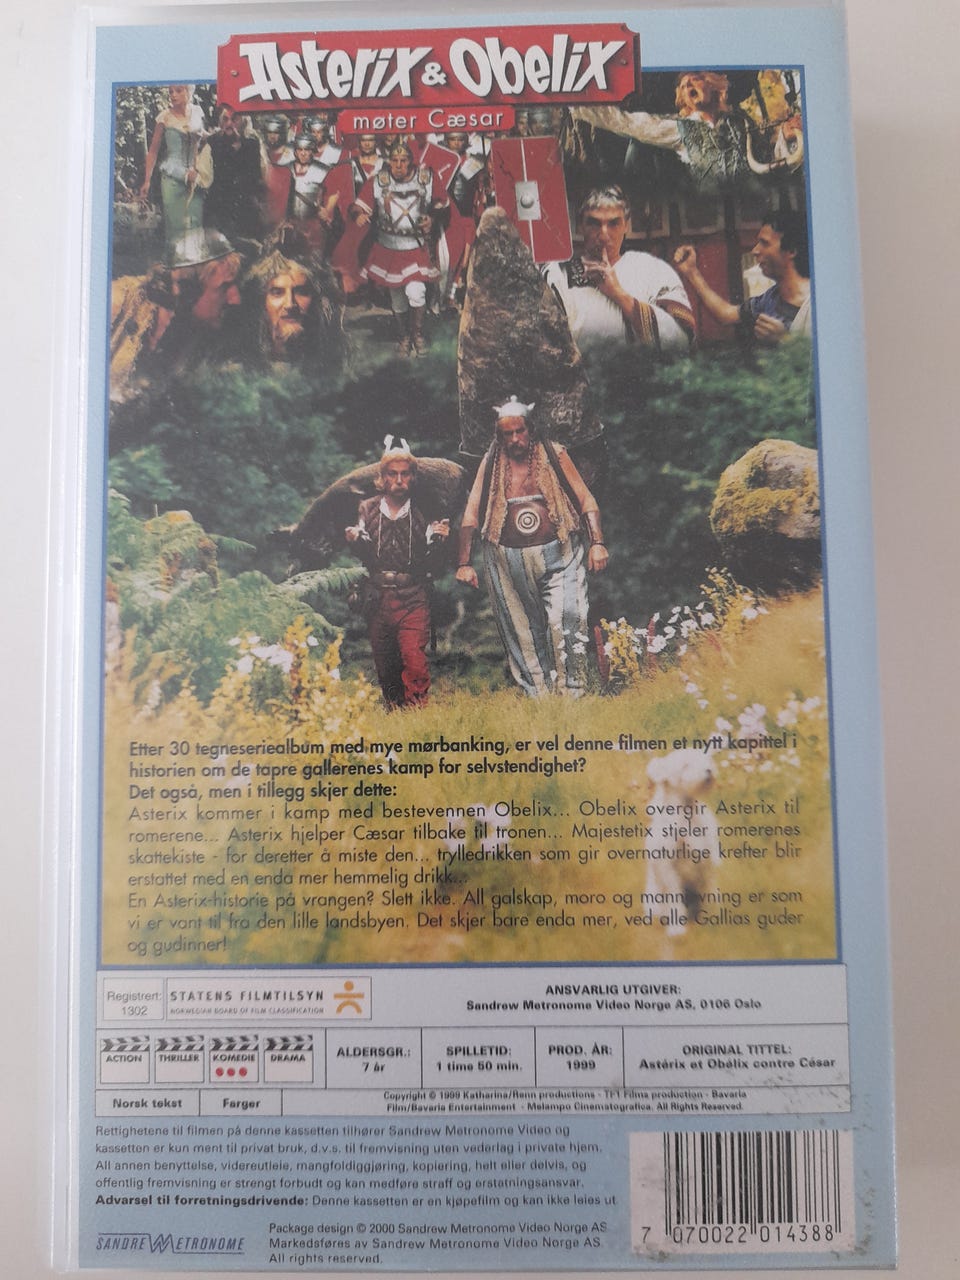 Asterix & Obelix
møter Cæsar
Etter 30 tegneseriealbum med mye mørbanking, er vel denne filmen et nytt kapittel i
historien om de tapre gallerenes kamp for selvstendighet?
Det også, men i tillegg skjer dette:
Asterix kommer i kamp med bestevennen Obelix... Obelix overgir Asterix til
romerene... Asterix hjelper Cæsar tilbake til tronen... Majestetix stjeler romerenes
skattekiste - for deretter å miste den... trylledrikken som gir overnaturlige krefter blir
erstattet med en enda mer hemmelig drikk...
En Asterix-historie på vrangen? Slett ikke. All galskap, moro og er som
vi er vant til fra den lille landsbyen. Det skjer bare enda mer, ved alle Gallias guder
og gudinner!
Registrert:
1302
STATENS FILMTILSYN
NORWEGIAN BOARD OF FILM CLASSIFICATION
ANSVARLIG UTGIVER:
Sandrew Metronome Video Norge AS, 0106 Oslo
ACTION
THRILLER
KOMEDIE
DRAMA
ALDERSGR.:
7 år
SPILLETID:
1 time 50 min.
PROD. ÅR:
1999
ORIGINAL TITTEL:
Astérix et Obélix contre César
Norsk tekst
Farger
Copyright © 1999 Katharina/Renn productions - TF1 Films production - Bavaria
Film/Bavaria Entertainment - Melampo Cinematografica. All Rights Reserved.
Rettighetene til filmen på denne kassetten tilhører Sandrew Metronome Video og
kassetten er kun ment til privat bruk, d.v.s. til fremvisning uten vederlag i private hjem.
All annen benyttelse, videreutleie, mangfoldiggjøring, kopiering, helt eller delvis, og
offentlig fremvisning er strengt forbudt og kan medføre straff og erstatningsansvar.
Advarsel til forretningsdrivende: Denne kassetten er en kjøpefilm og kan ikke leies ut
SANDREW METRONOME
Package design © 2000 Sandrew Metronome Video Norge AS
Markedsføres av Sandrew Metronome Video Norge AS.
All rights reserved.
7 070022 014388